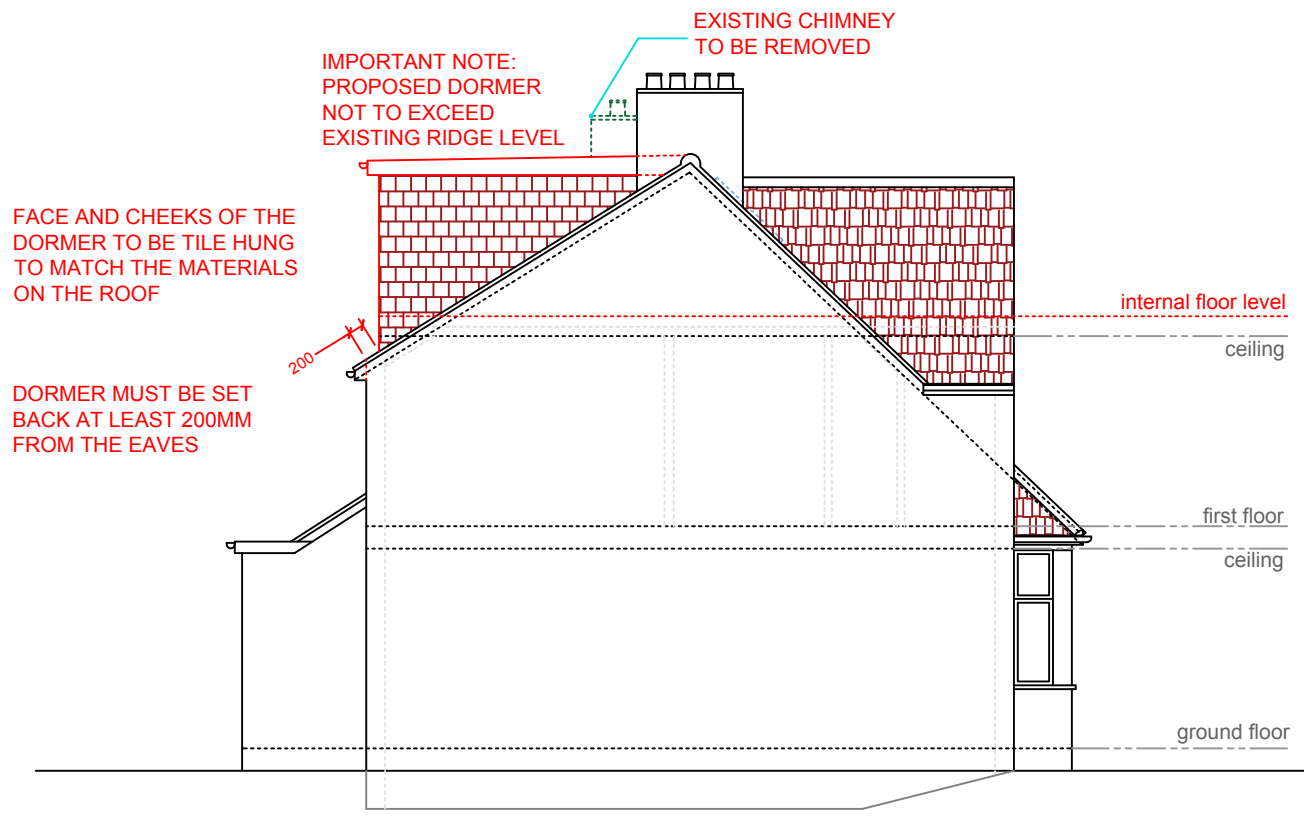 EXISTING CHIMNEY
TO BE REMOVED
IMPORTANT NOTE:
PROPOSED DORMER
NOT TO EXCEED
EXISTING RIDGE LEVEL
FACE AND CHEEKS OF THE
DORMER TO BE TILE HUNG
TO MATCH THE MATERIALS
ON THE ROOF
internal floor level
ceiling
200
DORMER MUST BE SET
BACK AT LEAST 200MM
FROM THE EAVES
first floor
ceiling
ground floor